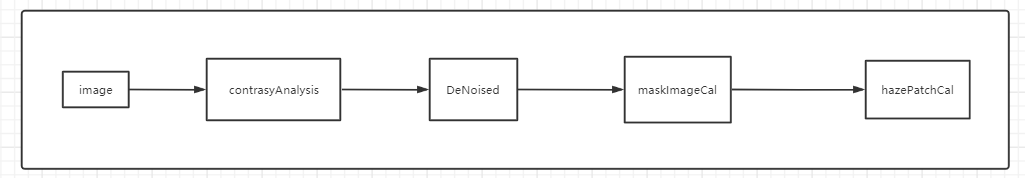 image
contrasyAnalysis
DeNoised
maskImageCal
hazePatchCal